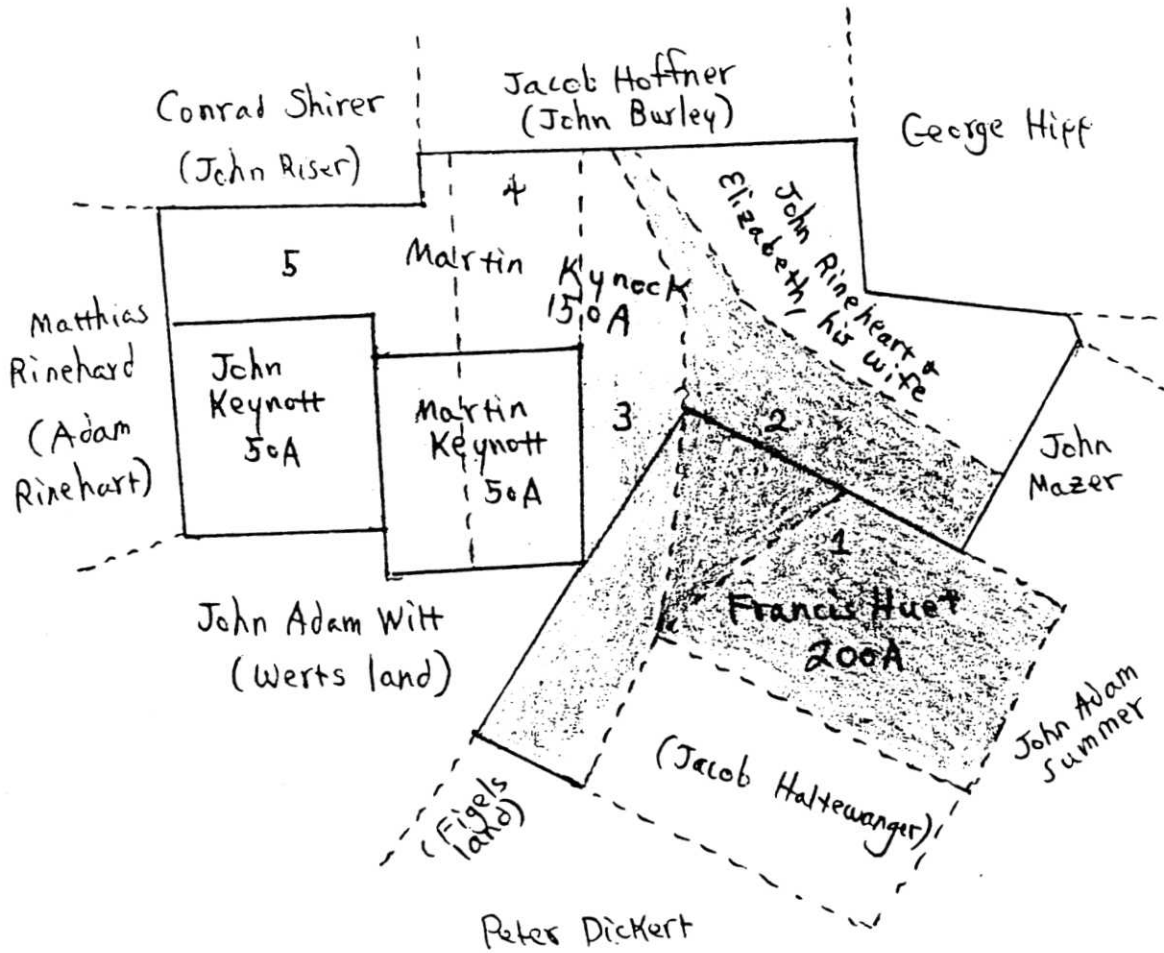 Jacob Hoffner
(John Burley)
Conrad Shirer
(John Riser)
George Hipp
4
5
Martin Kynock
150A
John Rineheart &
Elizabeth, his wife
Matthias
Rinehard
(Adam
Rinehart)
John
Keynott
50A
Martin
Keynott
50A
3
2
John
Mazer
1
Francis Huet
200A
John Adam Witt
(Werts land)
John Adam
Summer
(Jacob Haltewanger)
(Figels
land)
Peter Dickert